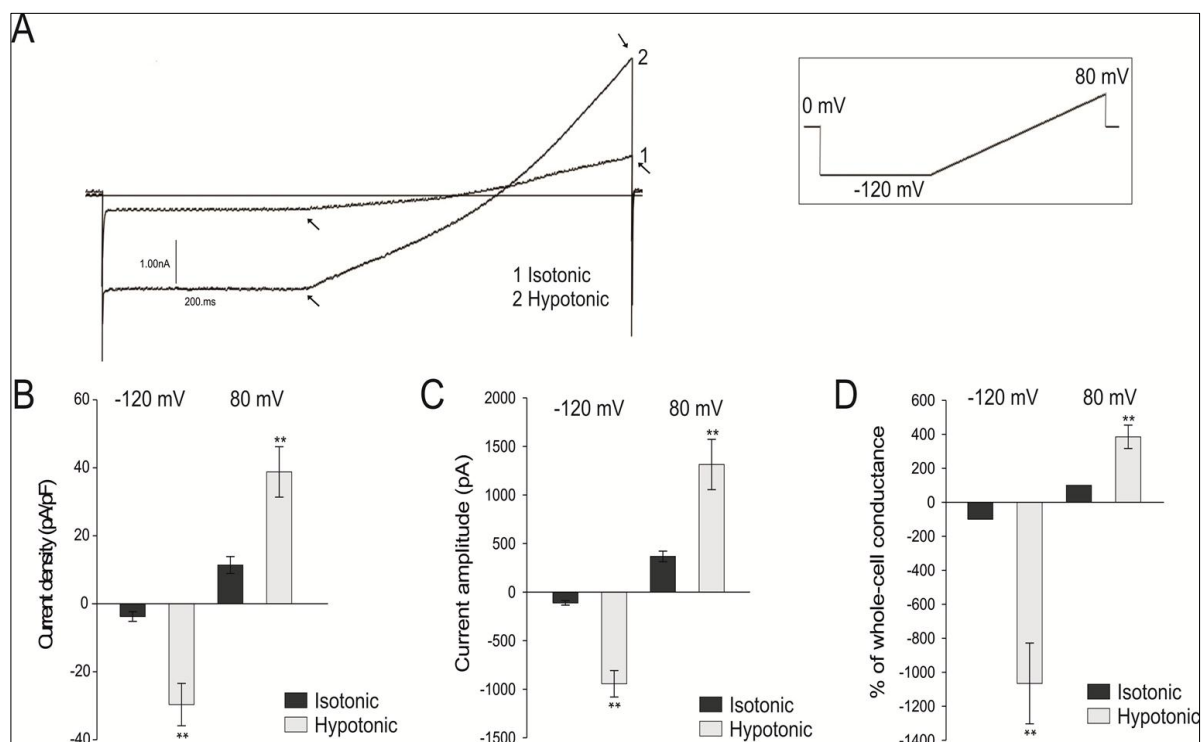 A
2
1
1.00nA
200.ms
1 Isotonic
2 Hypotonic
0 mV
80 mV
-120 mV
B
-120 mV
80 mV
Current density (pA/pF)
60
40
20
0
-20
-40
**
**
Isotonic
Hypotonic
C
-120 mV
80 mV
Current amplitude (pA)
2000
1500
1000
500
0
-500
-1000
-1500
**
**
Isotonic
Hypotonic
D
-120 mV
80 mV
% of whole-cell conductance
600
400
200
0
-200
-400
-600
-800
-1000
-1200
-1400
**
**
Isotonic
Hypotonic